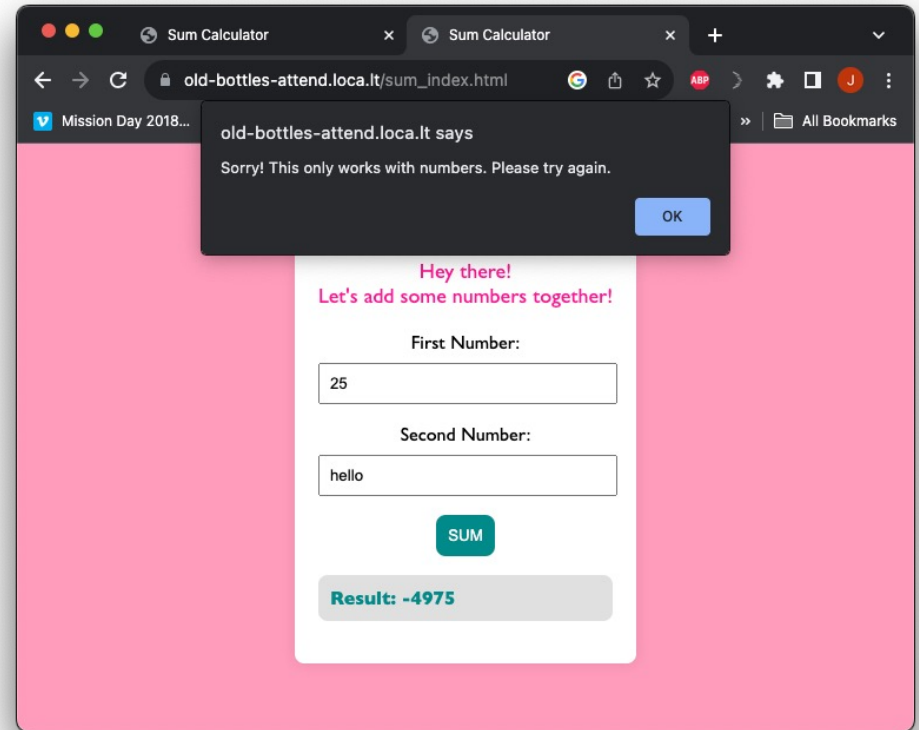 Sum Calculator
Sum Calculator
old-bottles-attend.loca.lt/sum_index.html
ABP
J
Mission Day 2018...
»
All Bookmarks
old-bottles-attend.loca.lt says
Sorry! This only works with numbers. Please try again.
OK
Hey there!
Let's add some numbers together!
First Number:
25
Second Number:
hello
SUM
Result: -4975